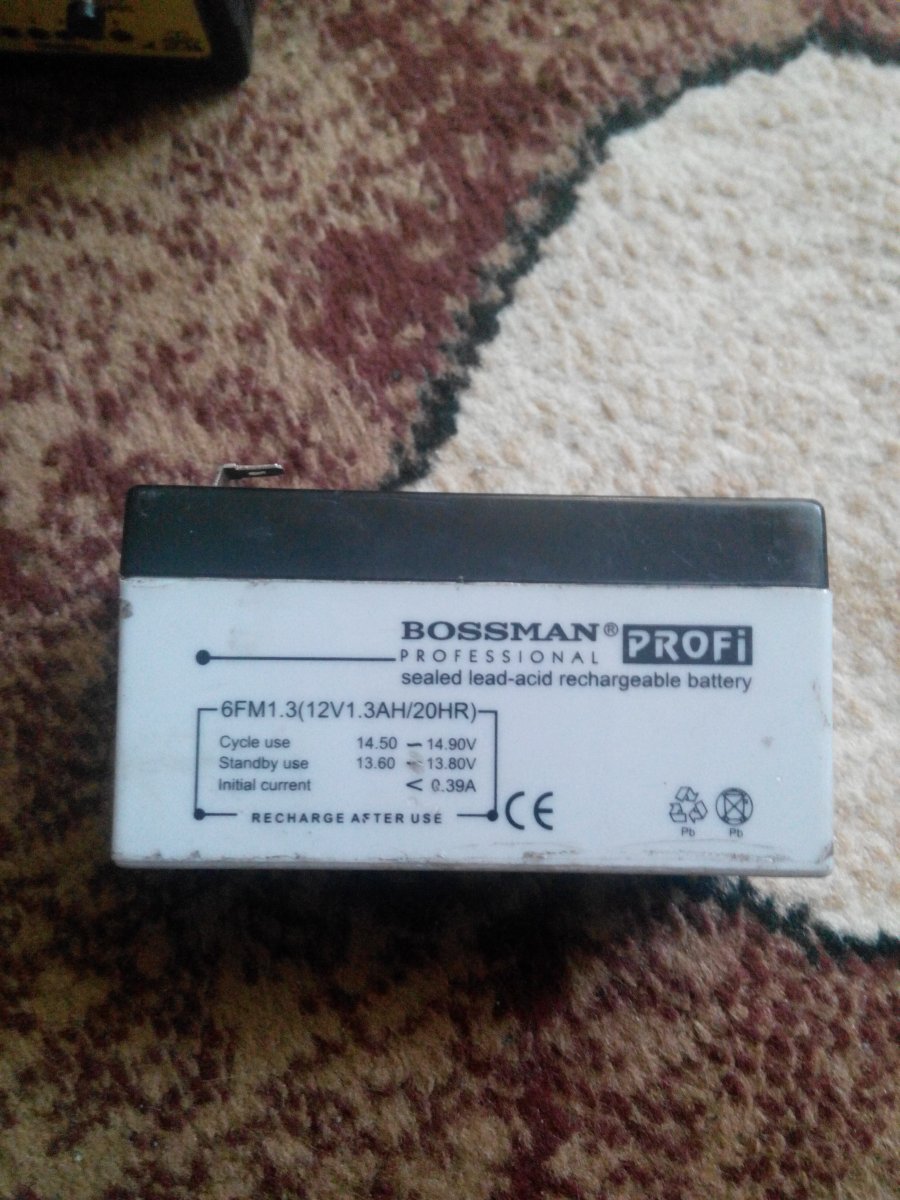 BOSSMAN® PROFi
PROFESSIONAL
sealed lead-acid rechargeable battery
6FM1.3(12V1.3AH/20HR)
Cycle use 14.50 – 14.90V
Standby use 13.60 – 13.80V
Initial current < 0.39A
RECHARGE AFTER USE
CE
Pb Pb